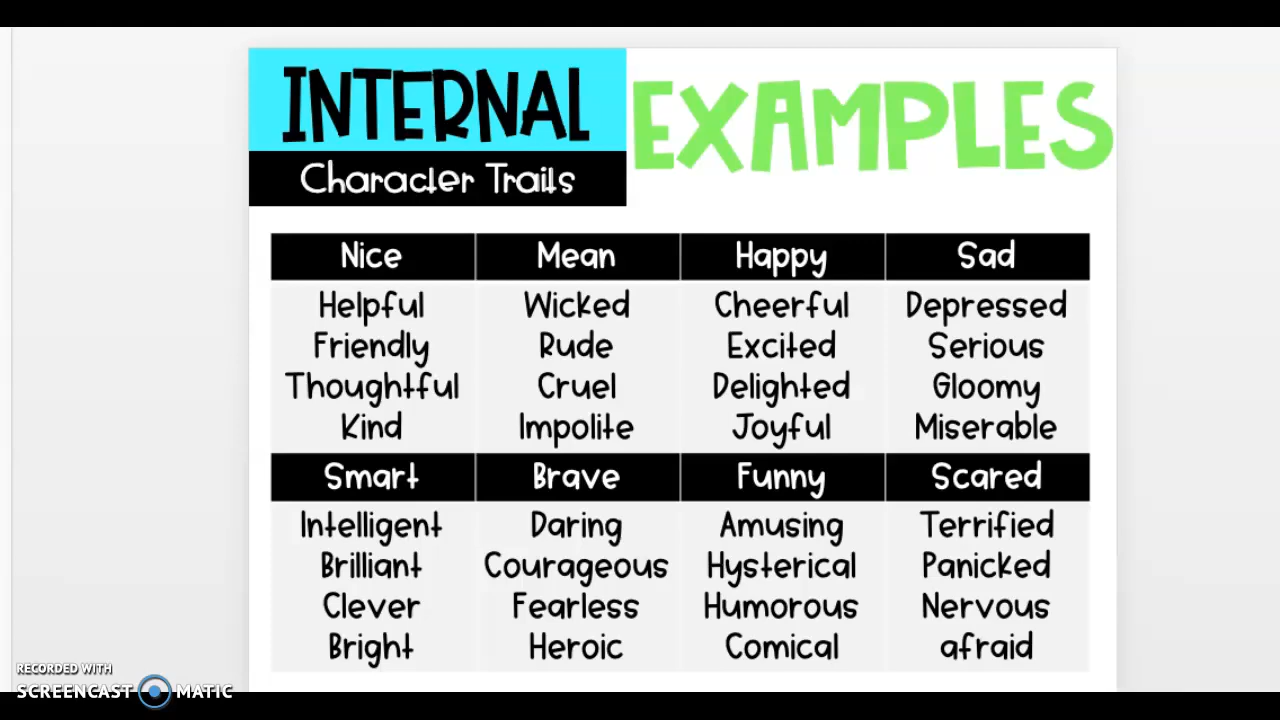 INTERNAL EXAMPLES
Character Traits
Nice Mean Happy Sad
Helpful Wicked Cheerful Depressed
Friendly Rude Excited Serious
Thoughtful Cruel Delighted Gloomy
Kind Impolite Joyful Miserable
Smart Brave Funny Scared
Intelligent Daring Amusing Terrified
Brilliant Courageous Hysterical Panicked
Clever Fearless Humorous Nervous
Bright Heroic Comical afraid
RECORDED WITH
SCREENCAST MATIC